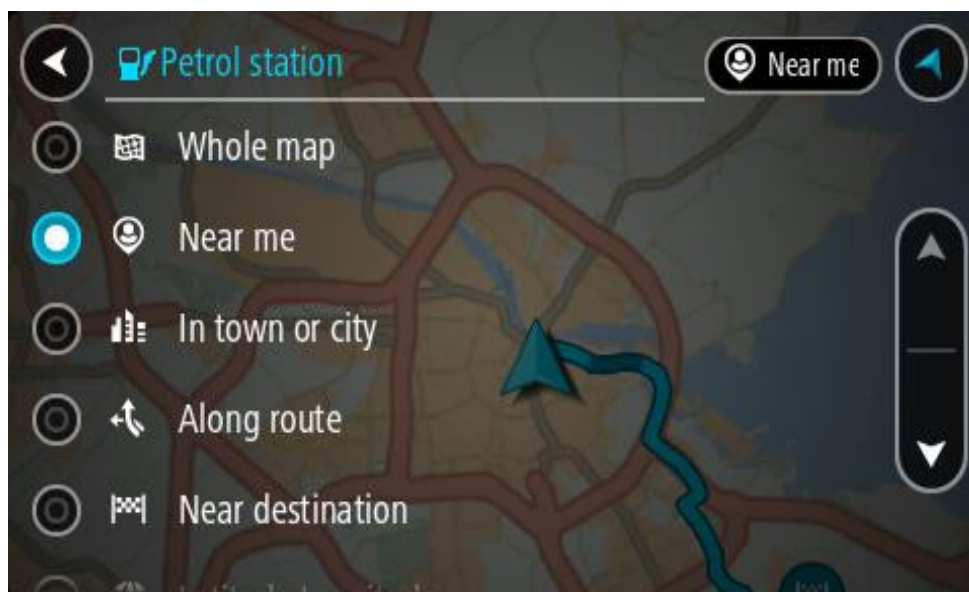 Petrol station
Near me
Whole map
Near me
In town or city
Along route
Near destination